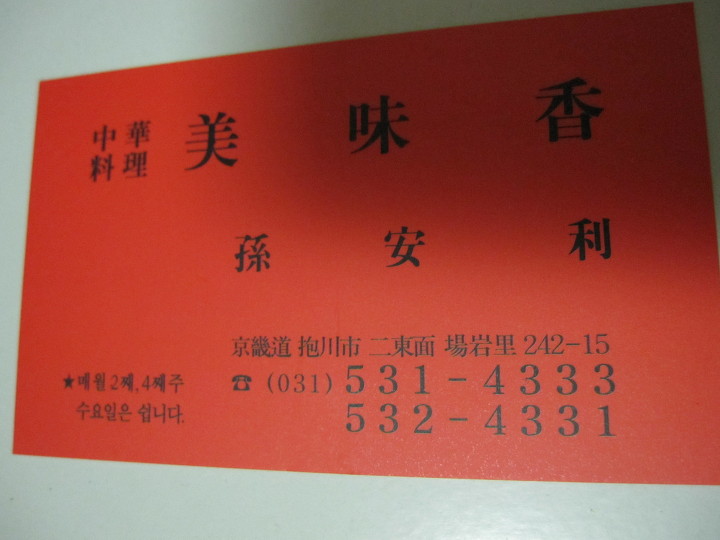 中華料理 美味香
孫安利
京畿道 抱川市 二東面 場岩里 242-15
☎ (031) 531-4333
532-4331
★매월 2째, 4째주
수요일은 쉽니다.